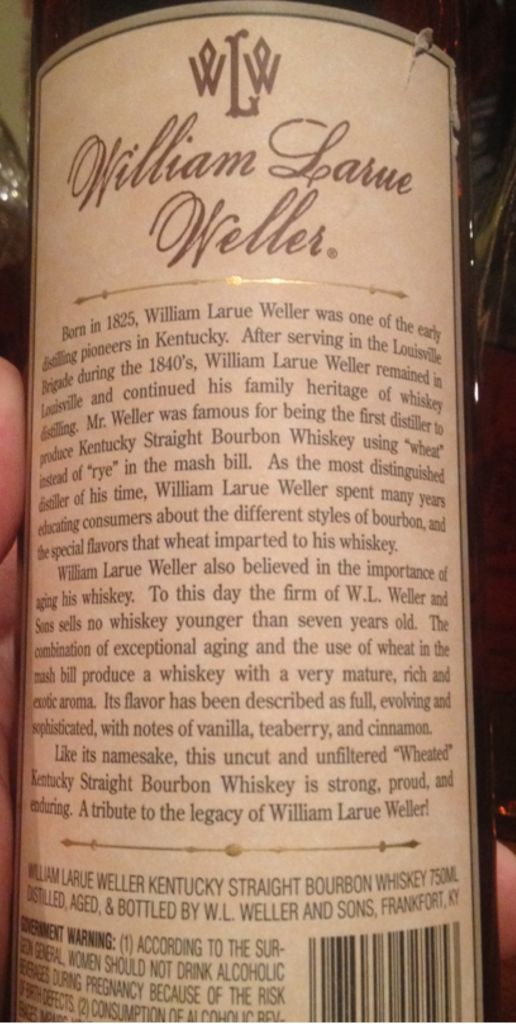 WLW
William Larue
Weller®
Born in 1825, William Larue Weller was one of the early
distilling pioneers in Kentucky. After serving in the Louisville
Brigade during the 1840's, William Larue Weller remained in
Louisville and continued his family heritage of whiskey
distilling. Mr. Weller was famous for being the first distiller to
produce Kentucky Straight Bourbon Whiskey using "wheat"
instead of "rye" in the mash bill. As the most distinguished
distiller of his time, William Larue Weller spent many years
educating consumers about the different styles of bourbon, and
the special flavors that wheat imparted to his whiskey.
William Larue Weller also believed in the importance of
aging his whiskey. To this day the firm of W.L. Weller and
Sons sells no whiskey younger than seven years old. The
combination of exceptional aging and the use of wheat in the
mash bill produce a whiskey with a very mature, rich and
exotic aroma. Its flavor has been described as full, evolving and
sophisticated, with notes of vanilla, teaberry, and cinnamon.
Like its namesake, this uncut and unfiltered "Wheated"
Kentucky Straight Bourbon Whiskey is strong, proud, and
enduring. A tribute to the legacy of William Larue Weller!
WILLIAM LARUE WELLER KENTUCKY STRAIGHT BOURBON WHISKEY 750ML
DISTILLED, AGED, & BOTTLED BY W.L. WELLER AND SONS, FRANKFORT, KY
GOVERNMENT WARNING: (1) ACCORDING TO THE SUR-
GEON GENERAL, WOMEN SHOULD NOT DRINK ALCOHOLIC
BEVERAGES DURING PREGNANCY BECAUSE OF THE RISK
OF BIRTH DEFECTS. (2) CONSUMPTION OF ALCOHOLIC BEV-